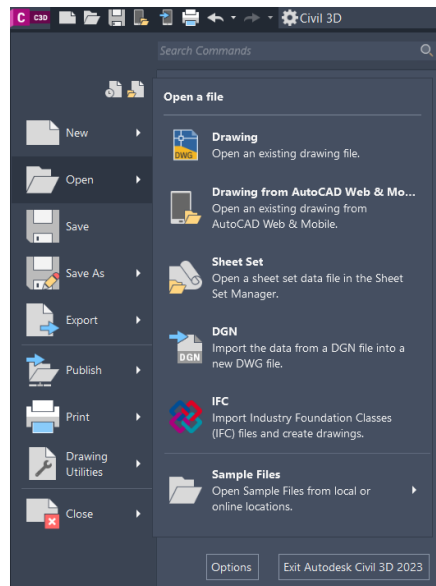 C C3D Civil 3D
Search Commands
Open a file
New
Open
Save
Save As
Export
Publish
Print
Drawing
Utilities
Close
Drawing
DWG
Open an existing drawing file.
Drawing from AutoCAD Web & Mo...
Open an existing drawing from
AutoCAD Web & Mobile.
Sheet Set
Open a sheet set data file in the Sheet
Set Manager.
DGN
DGN
Import the data from a DGN file into a
new DWG file.
IFC
Import Industry Foundation Classes
(IFC) files and create drawings.
Sample Files
Open Sample Files from local or
online locations.
Options
Exit Autodesk Civil 3D 2023